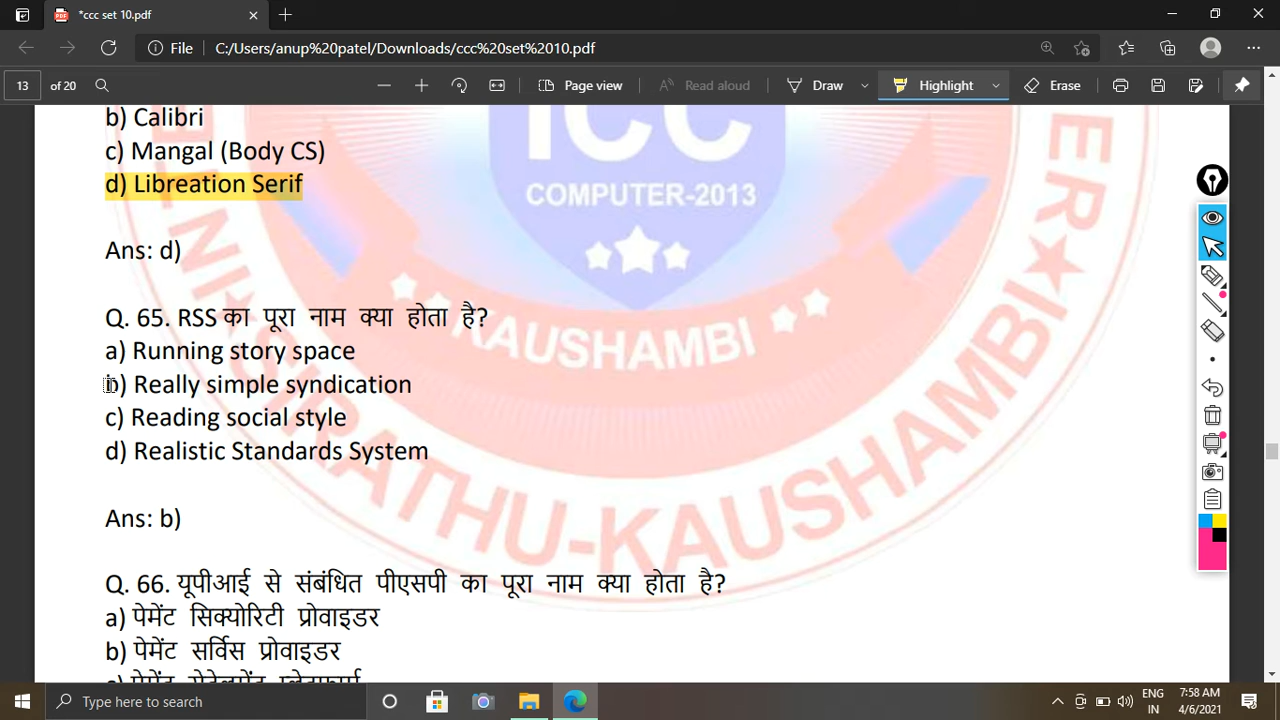 *ccc set 10.pdf
File C:/Users/anup%20patel/Downloads/ccc%20set%2010.pdf
13 of 20 Page view Read aloud Draw Highlight Erase
b) Calibri
c) Mangal (Body CS)
d) Libreation Serif
Ans: d)
Q. 65. RSS का पूरा नाम क्या होता है?
a) Running story space
b) Really simple syndication
c) Reading social style
d) Realistic Standards System
Ans: b)
Q. 66. यूपीआई से संबंधित पीएसपी का पूरा नाम क्या होता है?
a) पेमेंट सिक्योरिटी प्रोवाइडर
b) पेमेंट सर्विस प्रोवाइडर
ICC
COMPUTER-2013
KAUSHAMBI
SIRATHU-KAUSHAMBI
Type here to search
ENG
IN
7:58 AM
4/6/2021